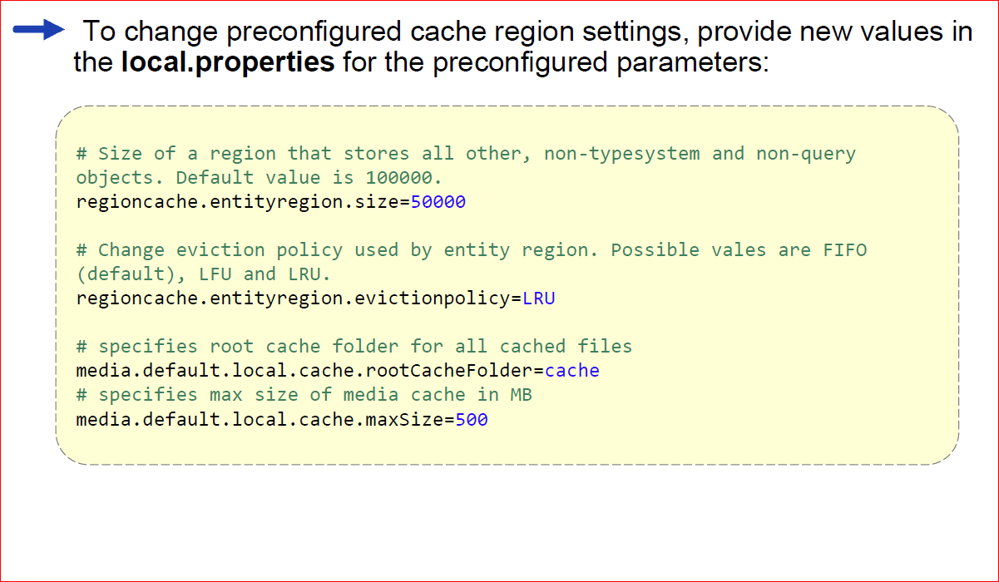 To change preconfigured cache region settings, provide new values in
the local.properties for the preconfigured parameters:
# Size of a region that stores all other, non-typesystem and non-query
objects. Default value is 100000.
regioncache.entityregion.size=50000
# Change eviction policy used by entity region. Possible vales are FIFO
(default), LFU and LRU.
regioncache.entityregion.evictionpolicy=LRU
# specifies root cache folder for all cached files
media.default.local.cache.rootCacheFolder=cache
# specifies max size of media cache in MB
media.default.local.cache.maxSize=500